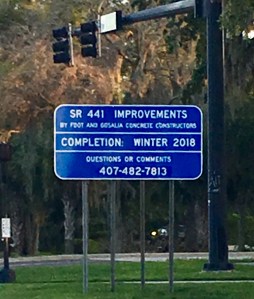 SR 441 IMPROVEMENTS
BY FDOT AND GOSALIA CONCRETE CONSTRUCTORS
COMPLETION: WINTER 2018
QUESTIONS OR COMMENTS
407-482-7813